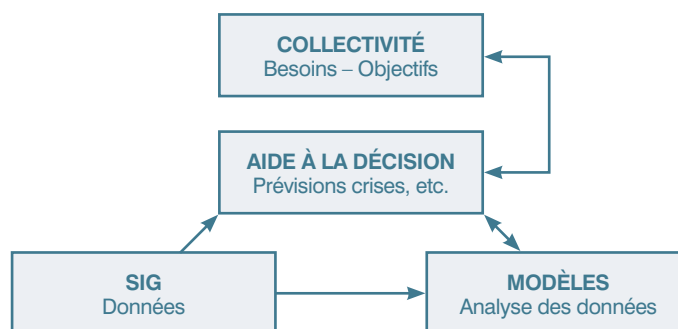 COLLECTIVITÉ
Besoins – Objectifs
AIDE À LA DÉCISION
Prévisions crises, etc.
SIG
Données
MODÈLES
Analyse des données